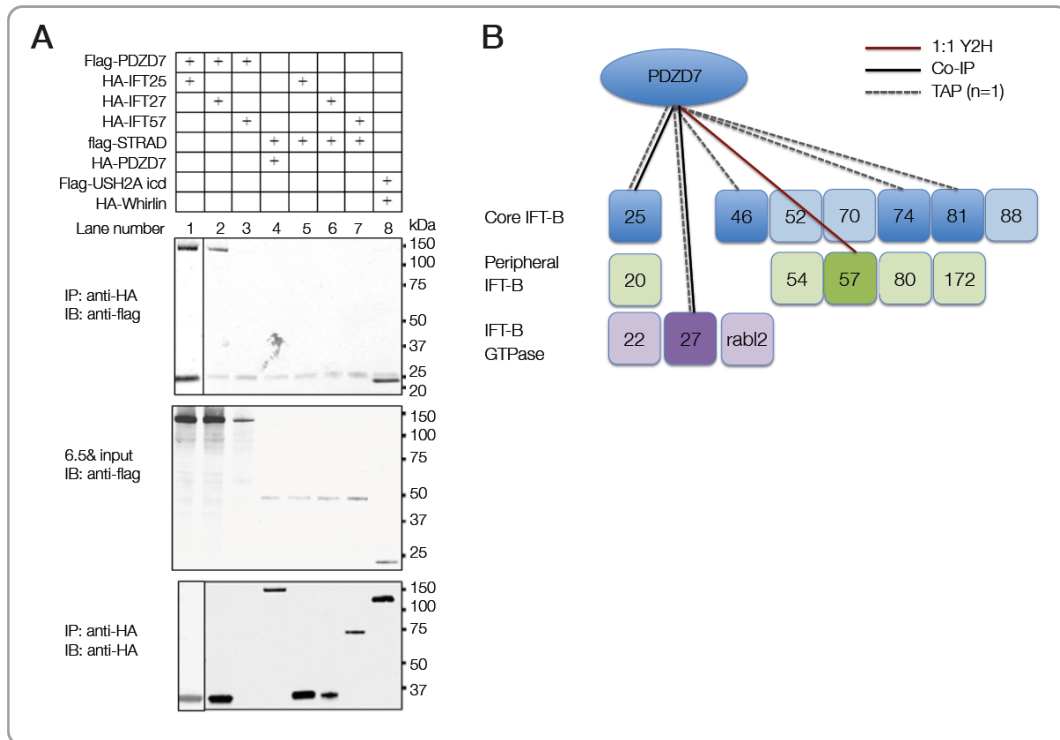 A
Flag-PDZD7 + + +
HA-IFT25 + +
HA-IFT27 + +
HA-IFT57 + +
flag-STRAD + + + +
HA-PDZD7 +
Flag-USH2A icd +
HA-Whirlin +
Lane number 1 2 3 4 5 6 7 8 kDa
IP: anti-HA
IB: anti-flag
150
100
75
50
37
25
20
6.5& input
IB: anti-flag
150
100
75
50
37
25
IP: anti-HA
IB: anti-HA
150
100
75
50
37
B
PDZD7
1:1 Y2H
Co-IP
TAP (n=1)
Core IFT-B 25 46 52 70 74 81 88
Peripheral
IFT-B
20 54 57 80 172
IFT-B
GTPase
22 27 rabl2